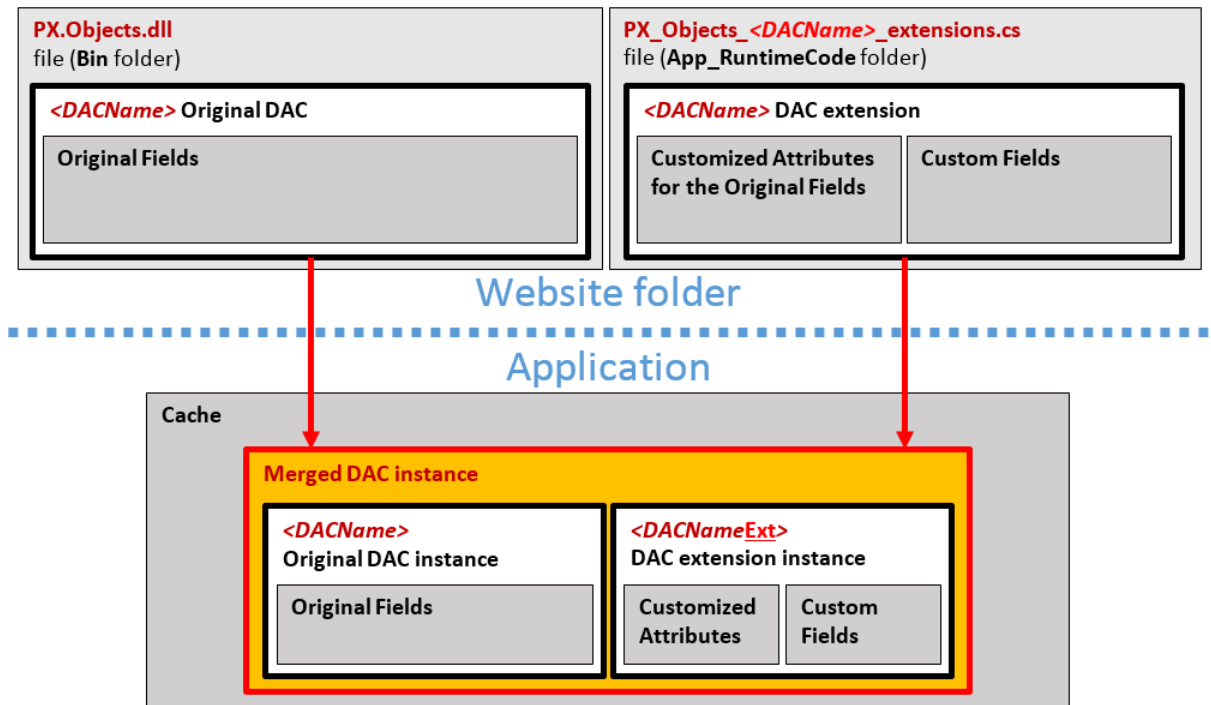 PX.Objects.dll
file (Bin folder)
<DACName> Original DAC
Original Fields
PX_Objects_<DACName>_extensions.cs
file (App_RuntimeCode folder)
<DACName> DAC extension
Customized Attributes
for the Original Fields
Custom Fields
Website folder
Application
Cache
Merged DAC instance
<DACName>
Original DAC instance
Original Fields
<DACNameExt>
DAC extension instance
Customized
Attributes
Custom
Fields